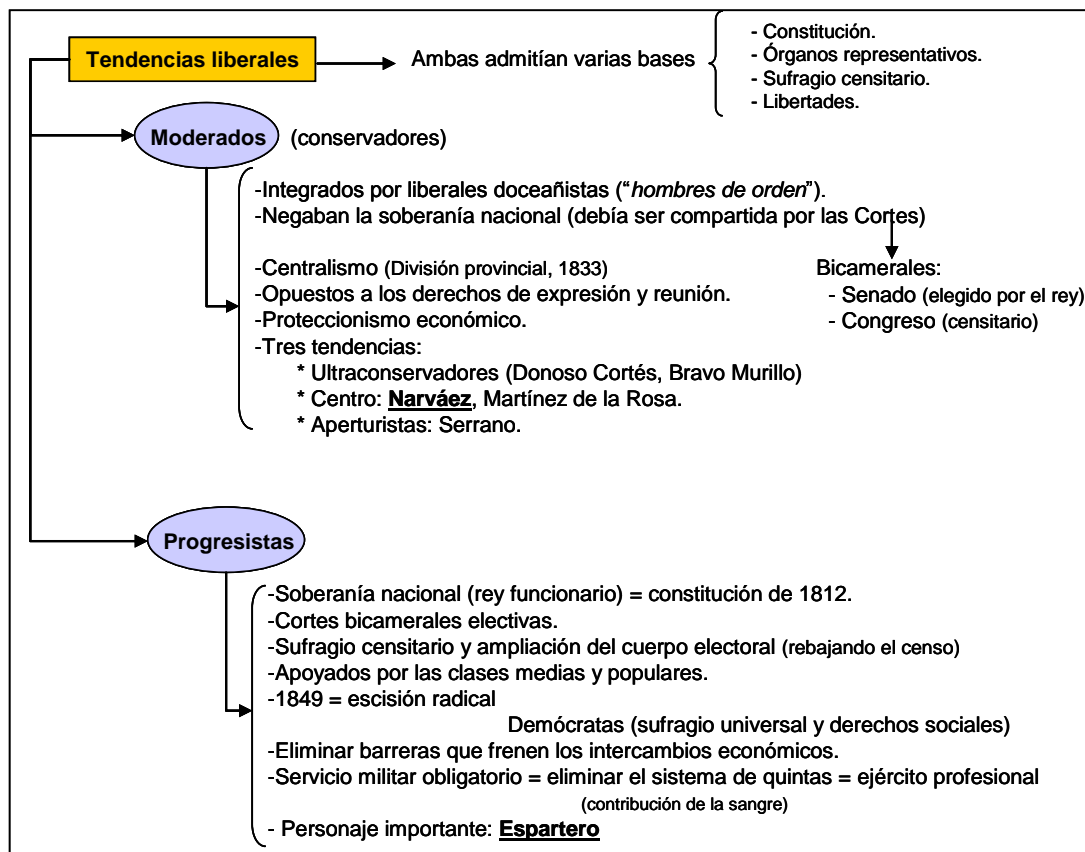 Tendencias liberales
Ambas admitían varias bases
- Constitución.
- Órganos representativos.
- Sufragio censitario.
- Libertades.
Moderados
(conservadores)
-Integrados por liberales doceañistas (“hombres de orden”).
-Negaban la soberanía nacional (debía ser compartida por las Cortes)
Bicamerales:
- Senado (elegido por el rey)
- Congreso (censitario)
-Centralismo (División provincial, 1833)
-Opuestos a los derechos de expresión y reunión.
-Proteccionismo económico.
-Tres tendencias:
* Ultraconservadores (Donoso Cortés, Bravo Murillo)
* Centro: Narváez, Martínez de la Rosa.
* Aperturistas: Serrano.
Progresistas
-Soberanía nacional (rey funcionario) = constitución de 1812.
-Cortes bicamerales electivas.
-Sufragio censitario y ampliación del cuerpo electoral (rebajando el censo)
-Apoyados por las clases medias y populares.
-1849 = escisión radical
Demócratas (sufragio universal y derechos sociales)
-Eliminar barreras que frenen los intercambios económicos.
-Servicio militar obligatorio = eliminar el sistema de quintas = ejército profesional
(contribución de la sangre)
- Personaje importante: Espartero